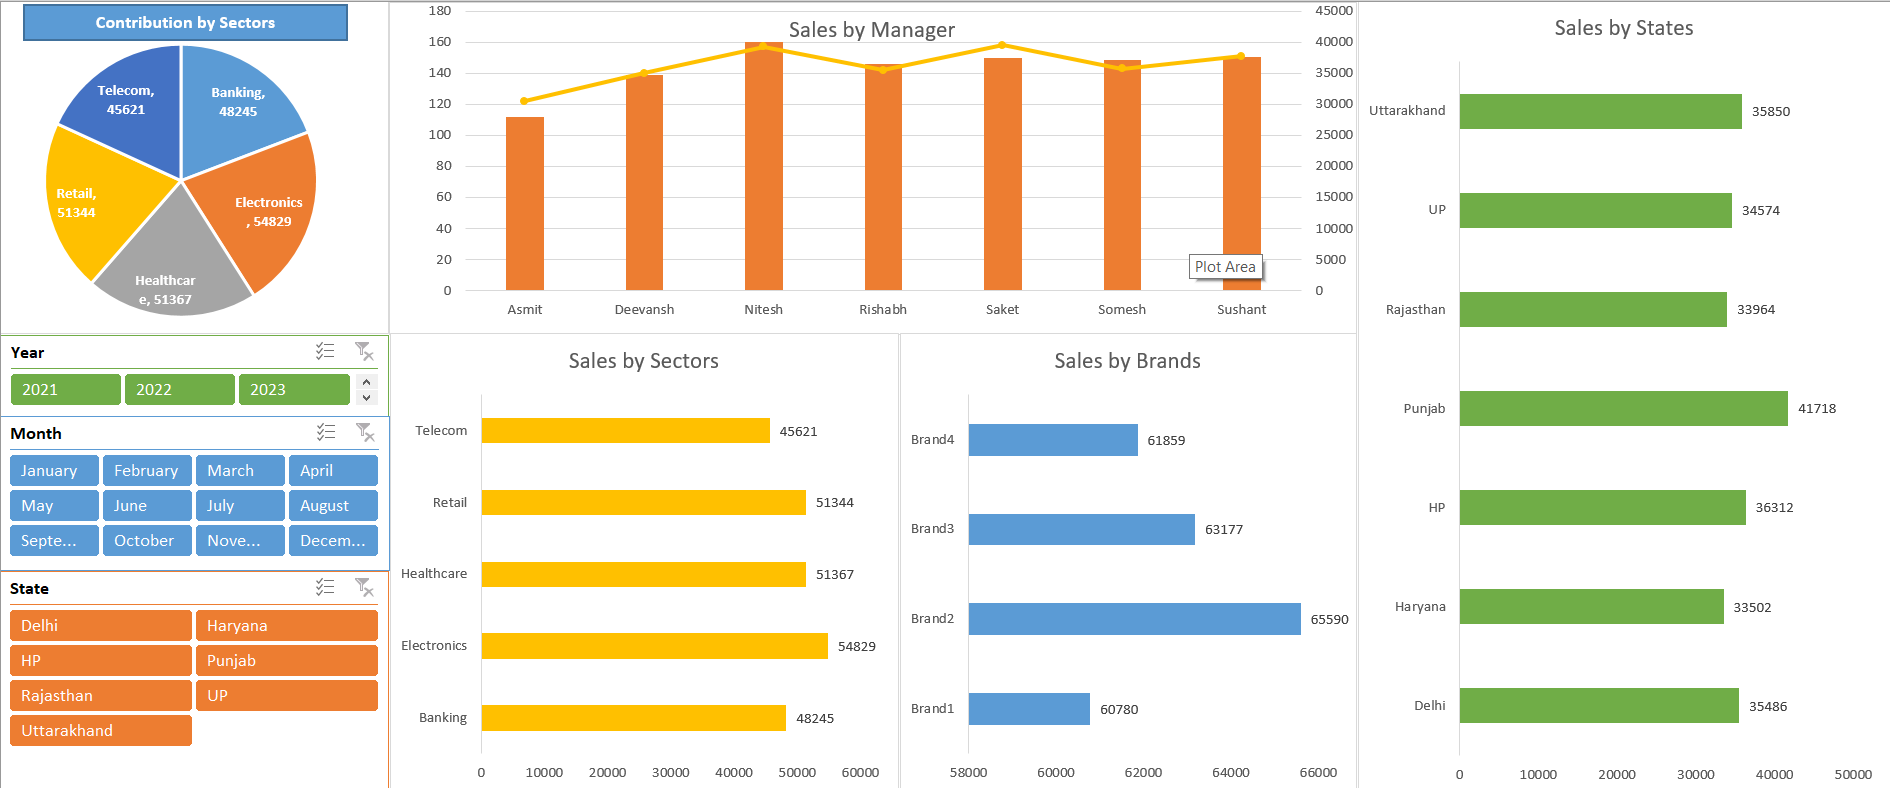 Contribution by Sectors
Telecom,
45621
Banking,
48245
Retail,
51344
Electronics
, 54829
Healthcar
e, 51367
Sales by Manager
180
160
140
120
100
80
60
40
20
0
45000
40000
35000
30000
25000
20000
15000
10000
5000
0
Plot Area
Asmit Deevansh Nitesh Rishabh Saket Somesh Sushant
Sales by States
Uttarakhand 35850
UP 34574
Rajasthan 33964
Punjab 41718
HP 36312
Haryana 33502
Delhi 35486
0 10000 20000 30000 40000 50000
Year
2021 2022 2023
Month
January February March April
May June July August
Septe... October Nove... Decem...
State
Delhi Haryana
HP Punjab
Rajasthan UP
Uttarakhand
Sales by Sectors
Telecom 45621
Retail 51344
Healthcare 51367
Electronics 54829
Banking 48245
0 10000 20000 30000 40000 50000 60000
Sales by Brands
Brand4 61859
Brand3 63177
Brand2 65590
Brand1 60780
58000 60000 62000 64000 66000